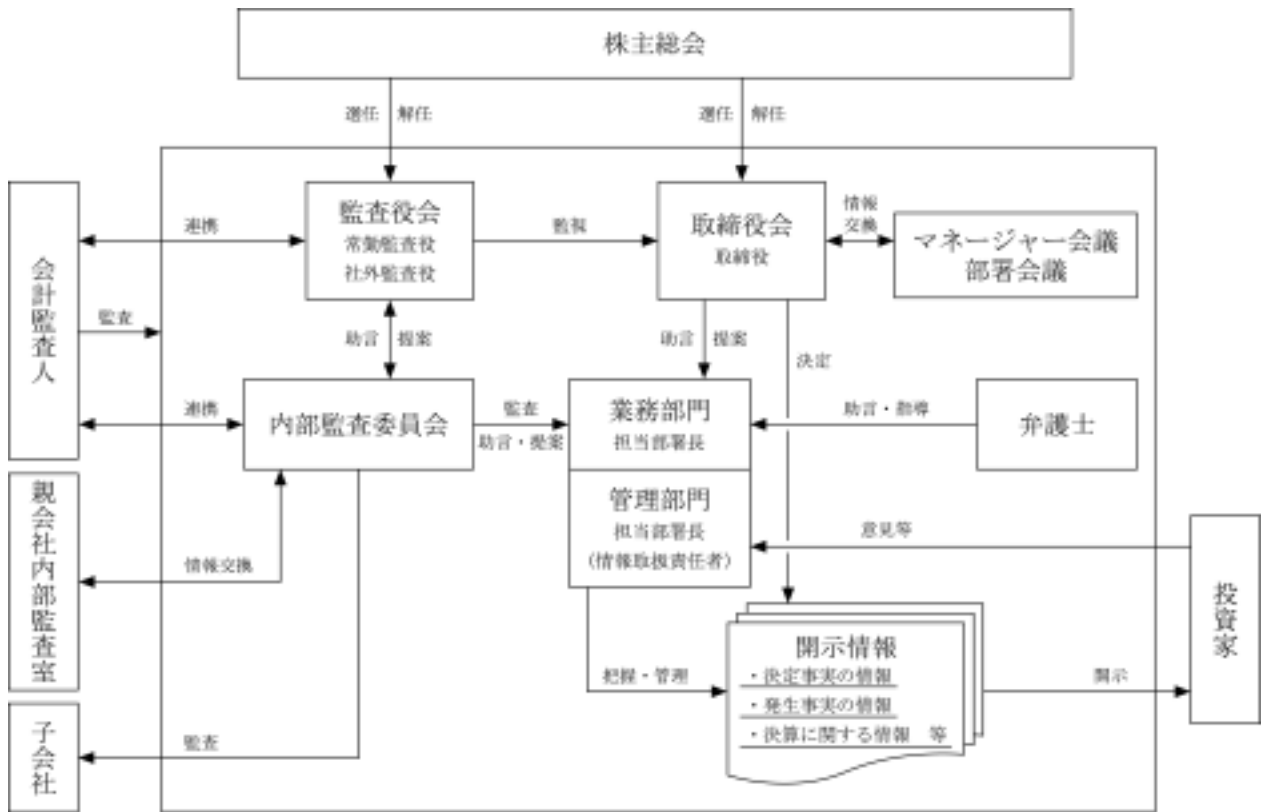 株主総会
選任 解任
選任 解任
監査役会
常勤監査役
社外監査役
監視
取締役会
取締役
情報
交換
マネージャー会議
部署会議
連携
会計監査人
監査
助言 提案
助言 提案
決定
連携
内部監査委員会
監査
助言・提案
業務部門
担当部署長
助言・指導
弁護士
管理部門
担当部署長
(情報取扱責任者)
意見等
親会社内部監査室
情報交換
投資家
開示情報
・決定事実の情報
・発生事実の情報
・決算に関する情報 等
把握・管理
開示
子会社
監査